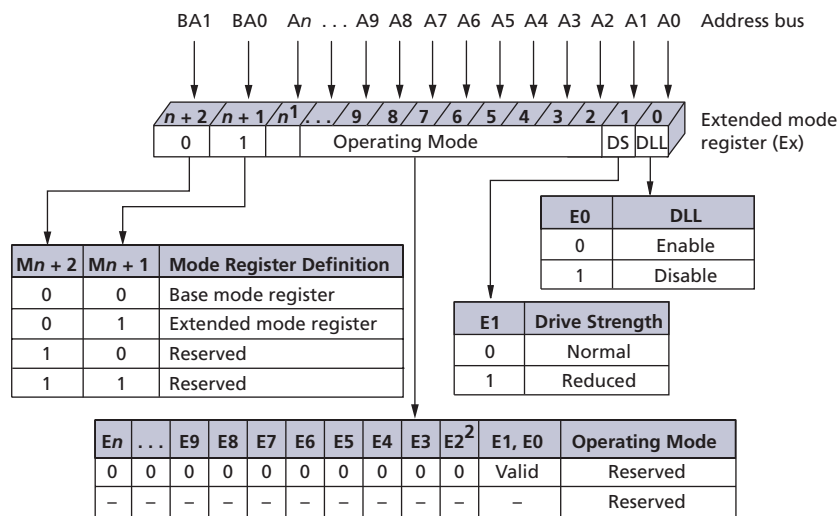 BA1 BA0 An . . . A9 A8 A7 A6 A5 A4 A3 A2 A1 A0 Address bus
n + 2 n + 1 n1 . . . 9 8 7 6 5 4 3 2 1 0
Extended mode
register (Ex)
0 1 Operating Mode DS DLL
E0 DLL
0 Enable
1 Disable
Mn + 2 Mn + 1 Mode Register Definition
0 0 Base mode register
0 1 Extended mode register
1 0 Reserved
1 1 Reserved
E1 Drive Strength
0 Normal
1 Reduced
En . . . E9 E8 E7 E6 E5 E4 E3 E2² E1, E0 Operating Mode
0 0 0 0 0 0 0 0 0 0 Valid Reserved
– – – – – – – – – – – Reserved